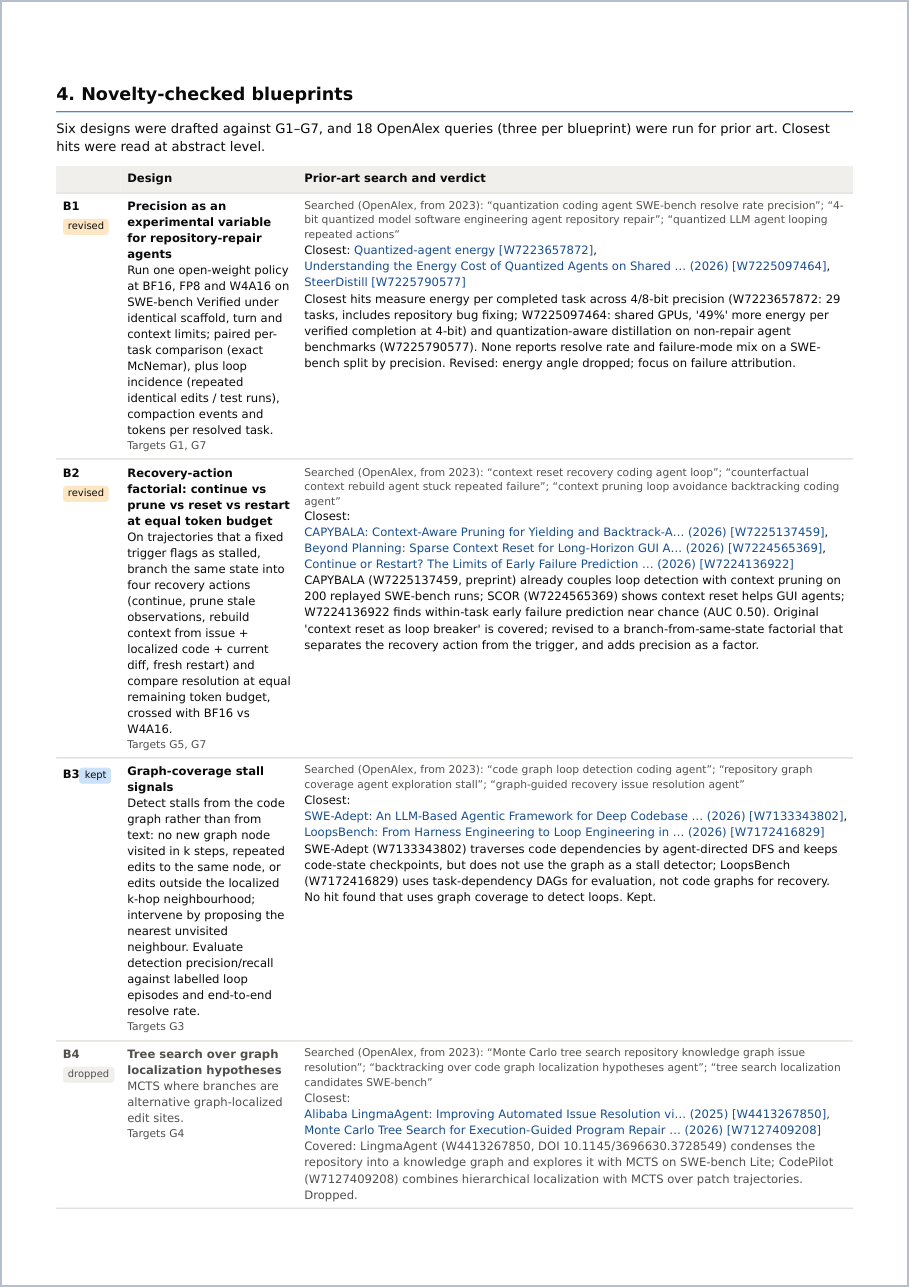 4. Novelty-checked blueprints
Six designs were drafted against G1–G7, and 18 OpenAlex queries (three per blueprint) were run for prior art. Closest
hits were read at abstract level.
Design
Prior-art search and verdict
B1
revised
Precision as an
experimental variable
for repository-repair
agents
Run one open-weight policy
at BF16, FP8 and W4A16 on
SWE-bench Verified under
identical scaffold, turn and
context limits; paired per-
task comparison (exact
McNemar), plus loop
incidence (repeated
identical edits / test runs),
compaction events and
tokens per resolved task.
Targets G1, G7
Searched (OpenAlex, from 2023): “quantization coding agent SWE-bench resolve rate precision”; “4-
bit quantized model software engineering agent repository repair”; “quantized LLM agent looping
repeated actions”
Closest: Quantized-agent energy [W7223657872],
Understanding the Energy Cost of Quantized Agents on Shared … (2026) [W7225097464],
SteerDistill [W7225790577]
Closest hits measure energy per completed task across 4/8-bit precision (W7223657872: 29
tasks, includes repository bug fixing; W7225097464: shared GPUs, '49%' more energy per
verified completion at 4-bit) and quantization-aware distillation on non-repair agent
benchmarks (W7225790577). None reports resolve rate and failure-mode mix on a SWE-
bench split by precision. Revised: energy angle dropped; focus on failure attribution.
B2
revised
Recovery-action
factorial: continue vs
prune vs reset vs restart
at equal token budget
On trajectories that a fixed
trigger flags as stalled,
branch the same state into
four recovery actions
(continue, prune stale
observations, rebuild
context from issue +
localized code + current
diff, fresh restart) and
compare resolution at equal
remaining token budget,
crossed with BF16 vs
W4A16.
Targets G5, G7
Searched (OpenAlex, from 2023): “context reset recovery coding agent loop”; “counterfactual
context rebuild agent stuck repeated failure”; “context pruning loop avoidance backtracking coding
agent”
Closest:
CAPYBALA: Context-Aware Pruning for Yielding and Backtrack-A… (2026) [W7225137459],
Beyond Planning: Sparse Context Reset for Long-Horizon GUI A… (2026) [W7224565369],
Continue or Restart? The Limits of Early Failure Prediction … (2026) [W7224136922]
CAPYBALA (W7225137459, preprint) already couples loop detection with context pruning on
200 replayed SWE-bench runs; SCOR (W7224565369) shows context reset helps GUI agents;
W7224136922 finds within-task early failure prediction near chance (AUC 0.50). Original
'context reset as loop breaker' is covered; revised to a branch-from-same-state factorial that
separates the recovery action from the trigger, and adds precision as a factor.
B3 kept
Graph-coverage stall
signals
Detect stalls from the code
graph rather than from
text: no new graph node
visited in k steps, repeated
edits to the same node, or
edits outside the localized
k-hop neighbourhood;
intervene by proposing the
nearest unvisited
neighbour. Evaluate
detection precision/recall
against labelled loop
episodes and end-to-end
resolve rate.
Targets G3
Searched (OpenAlex, from 2023): “code graph loop detection coding agent”; “repository graph
coverage agent exploration stall”; “graph-guided recovery issue resolution agent”
Closest:
SWE-Adept: An LLM-Based Agentic Framework for Deep Codebase … (2026) [W7133343802],
LoopsBench: From Harness Engineering to Loop Engineering in … (2026) [W7172416829]
SWE-Adept (W7133343802) traverses code dependencies by agent-directed DFS and keeps
code-state checkpoints, but does not use the graph as a stall detector; LoopsBench
(W7172416829) uses task-dependency DAGs for evaluation, not code graphs for recovery.
No hit found that uses graph coverage to detect loops. Kept.
B4
dropped
Tree search over graph
localization hypotheses
MCTS where branches are
alternative graph-localized
edit sites.
Targets G4
Searched (OpenAlex, from 2023): “Monte Carlo tree search repository knowledge graph issue
resolution”; “backtracking over code graph localization hypotheses agent”; “tree search localization
candidates SWE-bench”
Closest:
Alibaba LingmaAgent: Improving Automated Issue Resolution vi… (2025) [W4413267850],
Monte Carlo Tree Search for Execution-Guided Program Repair … (2026) [W7127409208]
Covered: LingmaAgent (W4413267850, DOI 10.1145/3696630.3728549) condenses the
repository into a knowledge graph and explores it with MCTS on SWE-bench Lite; CodePilot
(W7127409208) combines hierarchical localization with MCTS over patch trajectories.
Dropped.